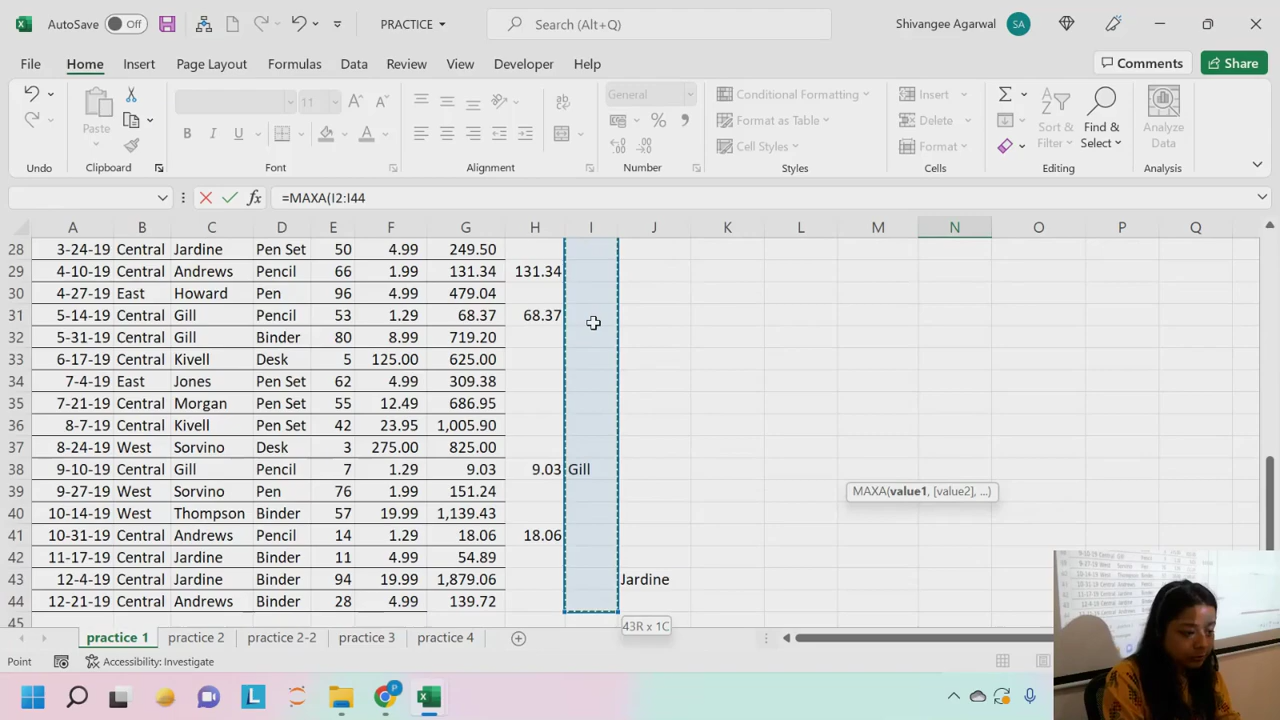 AutoSave Off PRACTICE Search (Alt+Q) Shivangee Agarwal SA
File Home Insert Page Layout Formulas Data Review View Developer Help Comments Share
11 General Conditional Formatting Insert
Paste B I U Format as Table Delete Sort & Filter Find & Select Analyze Data
Cell Styles Format
Undo Clipboard Font Alignment Number Styles Cells Editing Analysis
fx =MAXA(I2:I44
A B C D E F G H I J K L M N O P Q
28 3-24-19 Central Jardine Pen Set 50 4.99 249.50
29 4-10-19 Central Andrews Pencil 66 1.99 131.34 131.34
30 4-27-19 East Howard Pen 96 4.99 479.04
31 5-14-19 Central Gill Pencil 53 1.29 68.37 68.37
32 5-31-19 Central Gill Binder 80 8.99 719.20
33 6-17-19 Central Kivell Desk 5 125.00 625.00
34 7-4-19 East Jones Pen Set 62 4.99 309.38
35 7-21-19 Central Morgan Pen Set 55 12.49 686.95
36 8-7-19 Central Kivell Pen Set 42 23.95 1,005.90
37 8-24-19 West Sorvino Desk 3 275.00 825.00
38 9-10-19 Central Gill Pencil 7 1.29 9.03 9.03 Gill
39 9-27-19 West Sorvino Pen 76 1.99 151.24 MAXA(value1, [value2], ...)
40 10-14-19 West Thompson Binder 57 19.99 1,139.43
41 10-31-19 Central Andrews Pencil 14 1.29 18.06 18.06
42 11-17-19 Central Jardine Binder 11 4.99 54.89
43 12-4-19 Central Jardine Binder 94 19.99 1,879.06 Jardine
44 12-21-19 Central Andrews Binder 28 4.99 139.72
45 43R x 1C
practice 1 practice 2 practice 2-2 practice 3 practice 4
Point Accessibility: Investigate